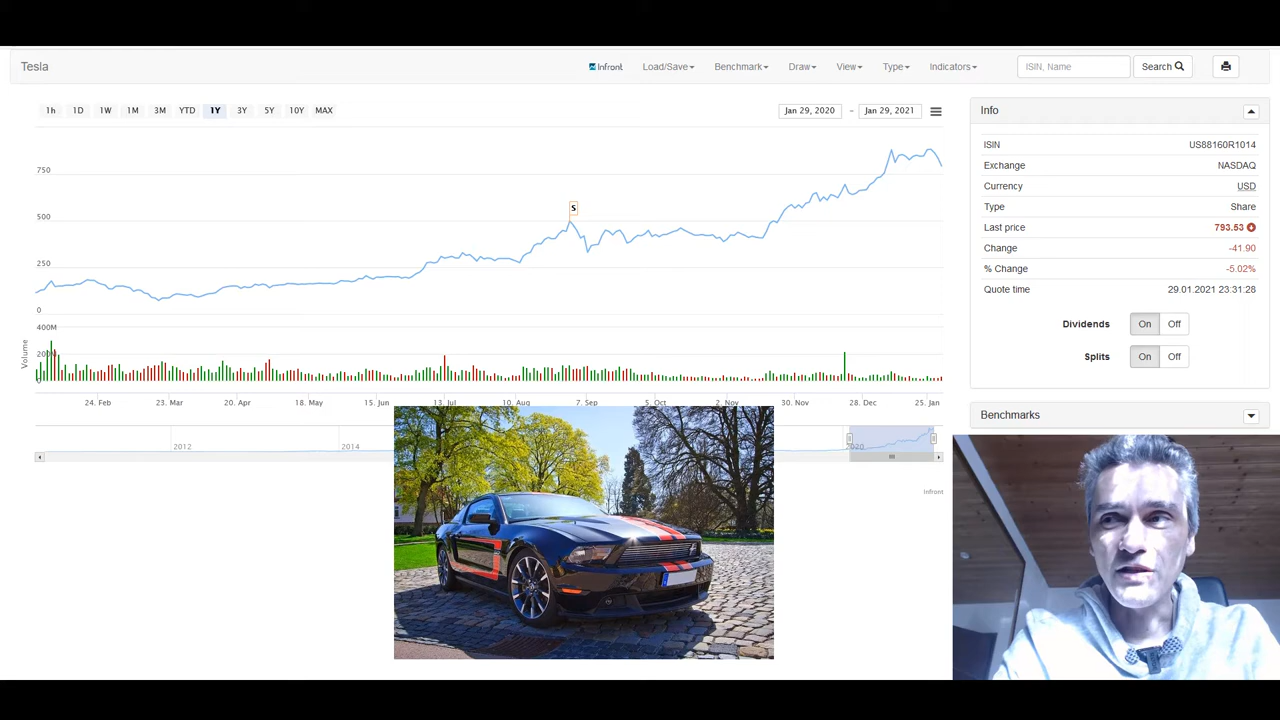 Tesla
Infront Load/Save Benchmark Draw View Type Indicators ISIN, Name Search
1h 1D 1W 1M 3M YTD 1Y 3Y 5Y 10Y MAX Jan 29, 2020 – Jan 29, 2021
750
500
250
0
S
400M
200M
0
Volume
24. Feb 23. Mar 20. Apr 18. May 15. Jun 13. Jul 10. Aug 7. Sep 5. Oct 2. Nov 30. Nov 28. Dec 25. Jan
2012 2014 2020
Infront
Info
ISIN US88160R1014
Exchange NASDAQ
Currency USD
Type Share
Last price 793.53
Change -41.90
% Change -5.02%
Quote time 29.01.2021 23:31:28
Dividends On Off
Splits On Off
Benchmarks